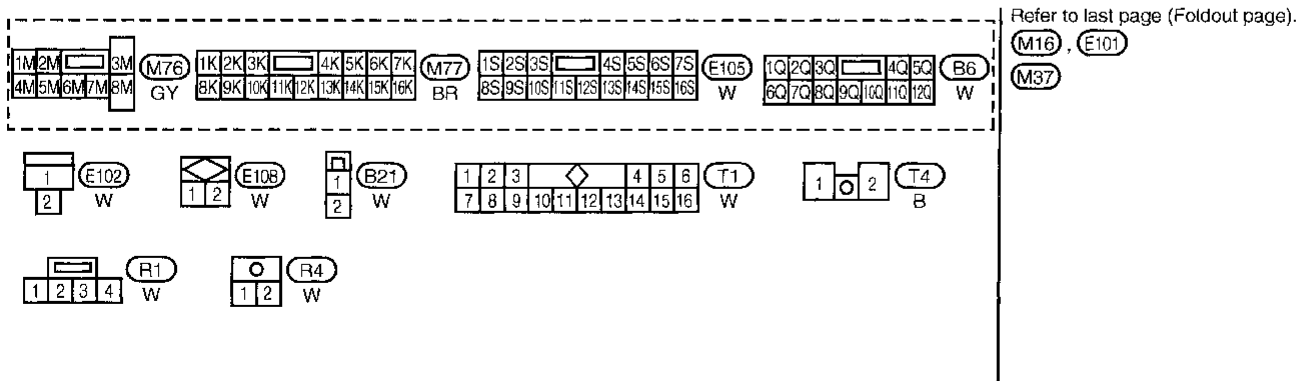 Refer to last page (Foldout page).
M16 , E101
M37
1M 2M 3M
4M 5M 6M 7M 8M
M76
GY
1K 2K 3K 4K 5K 6K 7K
8K 9K 10K 11K 12K 13K 14K 15K 16K
M77
BR
1S 2S 3S 4S 5S 6S 7S
8S 9S 10S 11S 12S 13S 14S 15S 16S
E105
W
1Q 2Q 3Q 4Q 5Q
6Q 7Q 8Q 9Q 10Q 11Q 12Q
B6
W
1
2
E102
W
1 2
E108
W
1
2
B21
W
1 2 3 4 5 6
7 8 9 10 11 12 13 14 15 16
T1
W
1 2
T4
B
1 2 3 4
R1
W
1 2
R4
W